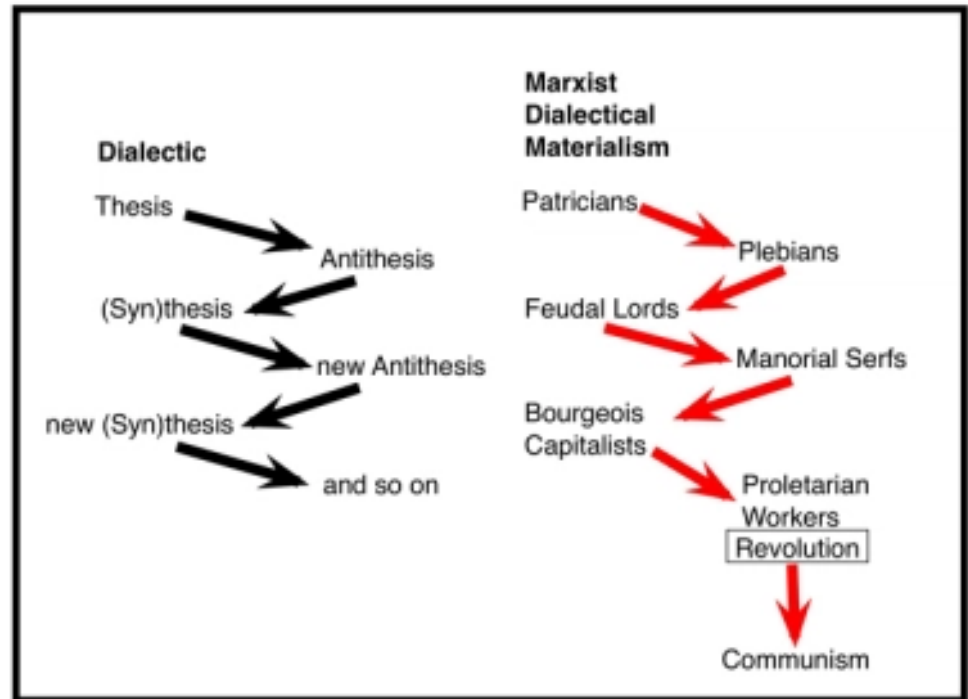 Dialectic
Thesis
Antithesis
(Syn)thesis
new Antithesis
new (Syn)thesis
and so on
Marxist
Dialectical
Materialism
Patricians
Plebians
Feudal Lords
Manorial Serfs
Bourgeois
Capitalists
Proletarian
Workers
Revolution
Communism